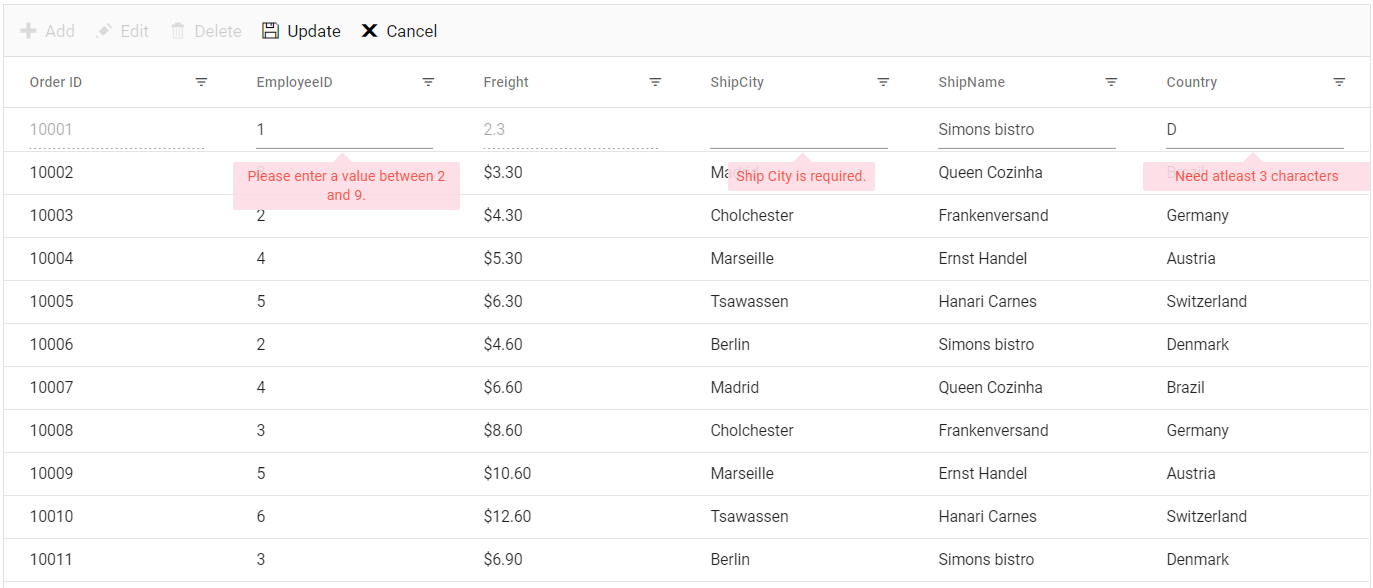 Add Edit Delete Update Cancel
Order ID EmployeeID Freight ShipCity ShipName Country
10001 1 2.3 Simons bistro D
10002 $3.30 Queen Cozinha
Please enter a value between 2 Ship City is required. Need atleast 3 characters
and 9.
10003 2 $4.30 Cholchester Frankenversand Germany
10004 4 $5.30 Marseille Ernst Handel Austria
10005 5 $6.30 Tsawassen Hanari Carnes Switzerland
10006 2 $4.60 Berlin Simons bistro Denmark
10007 4 $6.60 Madrid Queen Cozinha Brazil
10008 3 $8.60 Cholchester Frankenversand Germany
10009 5 $10.60 Marseille Ernst Handel Austria
10010 6 $12.60 Tsawassen Hanari Carnes Switzerland
10011 3 $6.90 Berlin Simons bistro Denmark